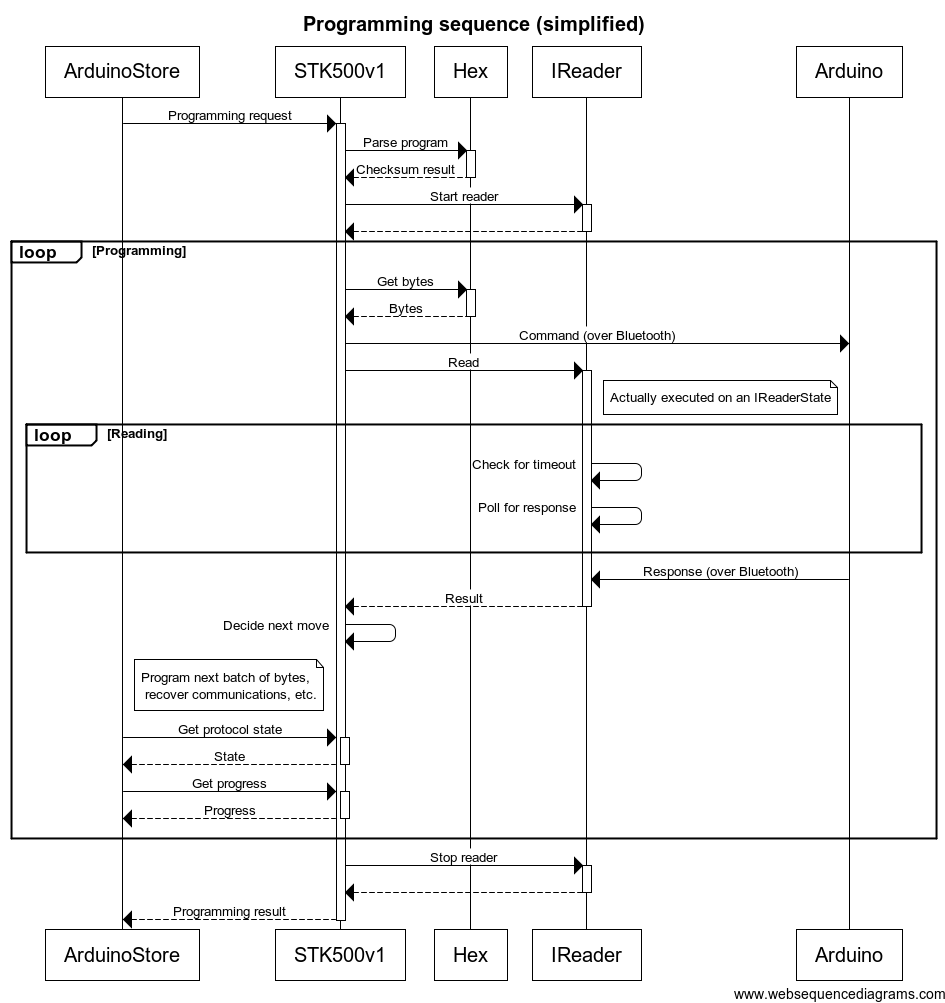 Programming sequence (simplified)
ArduinoStore
STK500v1
Hex
IReader
Arduino
Programming request
Parse program
Checksum result
Start reader
loop
[Programming]
Get bytes
Bytes
Command (over Bluetooth)
Read
Actually executed on an IReaderState
loop
[Reading]
Check for timeout
Poll for response
Response (over Bluetooth)
Result
Decide next move
Program next batch of bytes,
recover communications, etc.
Get protocol state
State
Get progress
Progress
Stop reader
Programming result
ArduinoStore
STK500v1
Hex
IReader
Arduino
www.websequencediagrams.com